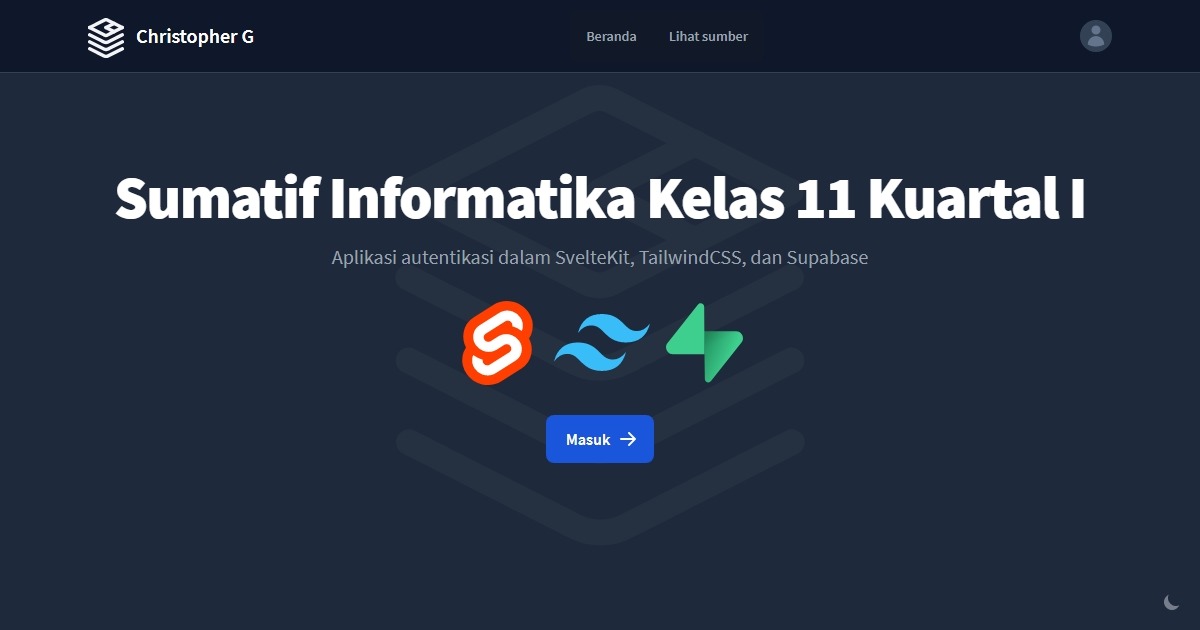 Christopher G
Beranda
Lihat sumber
Sumatif Informatika Kelas 11 Kuartal I
Aplikasi autentikasi dalam SvelteKit, TailwindCSS, dan Supabase
Masuk